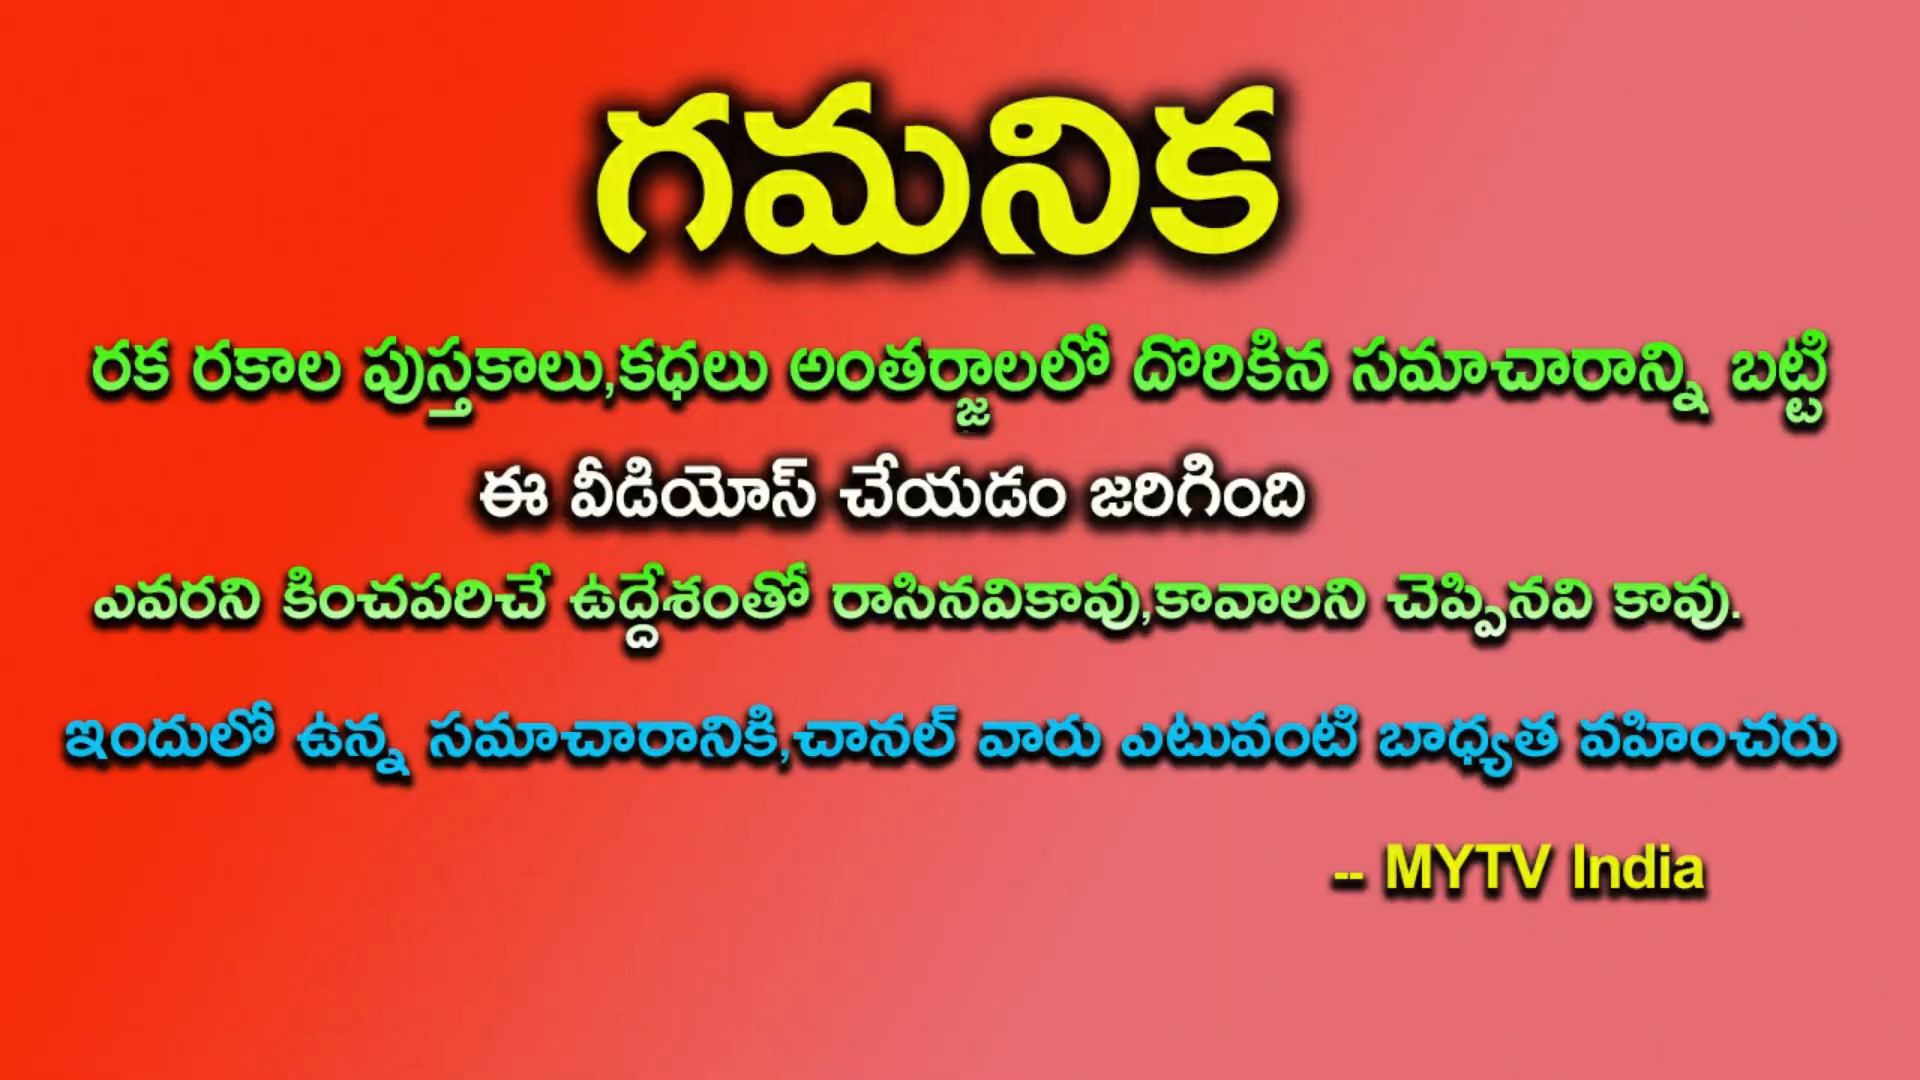 గమనిక
రక రకాల పుస్తకాలు,కధలు అంతర్జాలలో దొరికిన సమాచారాన్ని బట్టి
ఈ వీడియోస్ చేయడం జరిగింది
ఎవరని కించపరిచే ఉద్దేశంతో రాసినవికావు,కావాలని చెప్పినవి కావు.
ఇందులో ఉన్న సమాచారానికి,చానల్ వారు ఎటువంటి బాధ్యత వహించరు
-- MYTV India